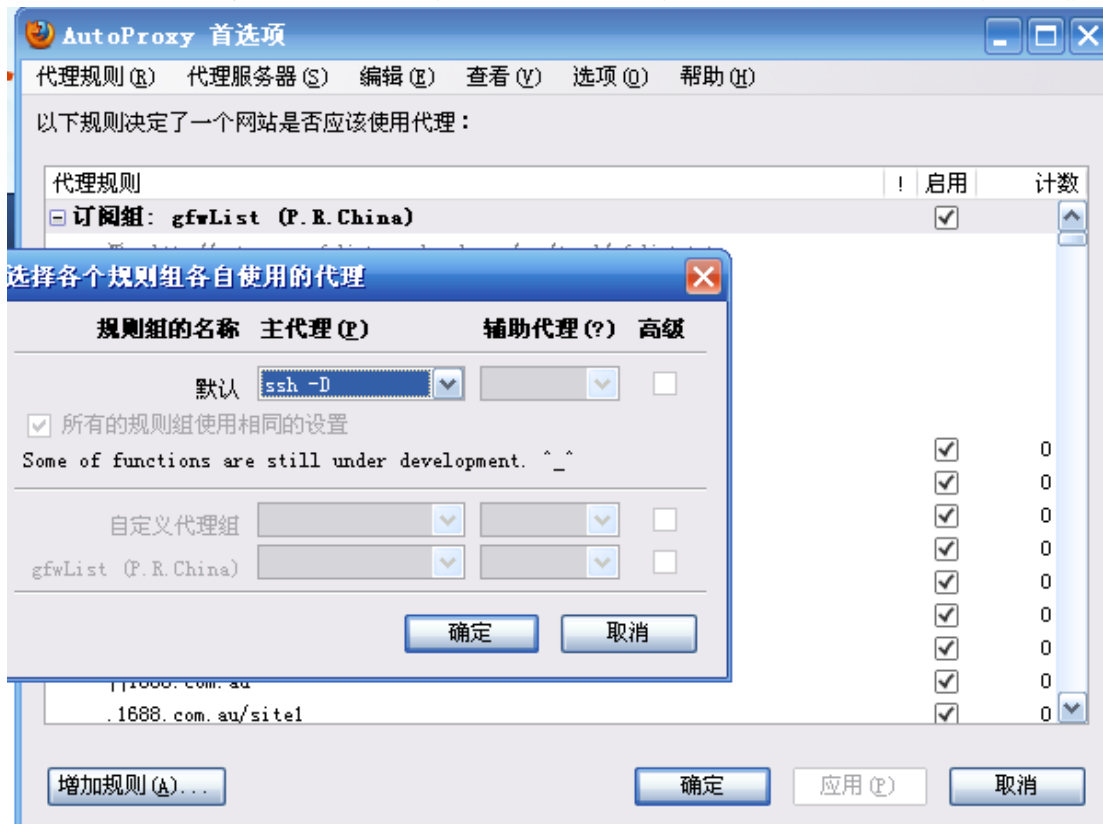 AutoProxy 首选项
代理规则(R) 代理服务器(S) 编辑(E) 查看(V) 选项(O) 帮助(H)
以下规则决定了一个网站是否应该使用代理：
代理规则 ! 启用 计数
订阅组: gfwList (P.R.China)
选择各个规则组各自使用的代理
规则组的名称 主代理(P) 辅助代理(?) 高级
默认 ssh -D
所有的规则组使用相同的设置
Some of functions are still under development. ^_^
自定义代理组
gfwList (P.R.China)
确定 取消
0
0
0
0
0
0
0
||1688.com.au 0
.1688.com.au/site1 0
增加规则(A)... 确定 应用(P) 取消